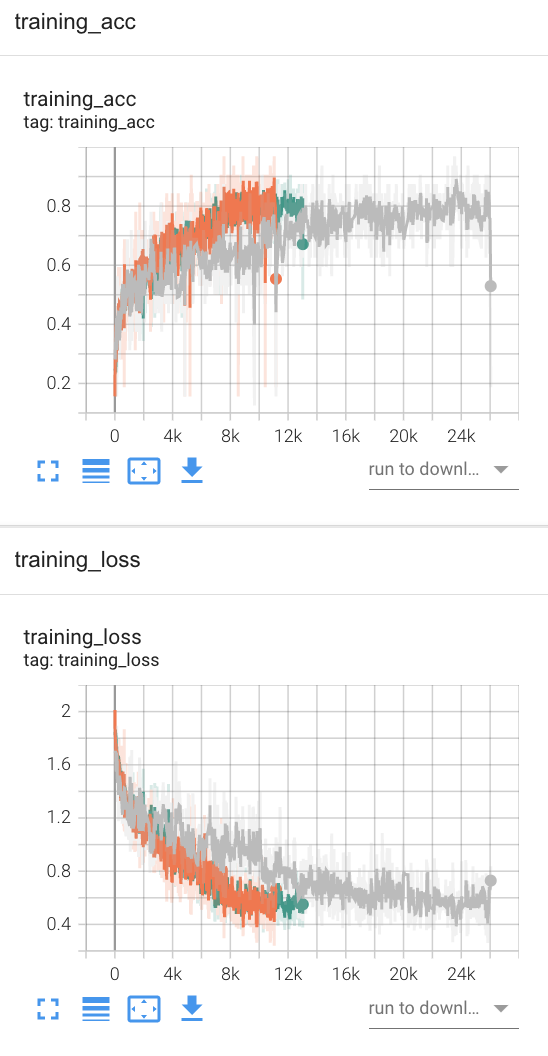 training_acc
training_acc
tag: training_acc
0.8
0.6
0.4
0.2
0 4k 8k 12k 16k 20k 24k
run to downl...
training_loss
training_loss
tag: training_loss
2
1.6
1.2
0.8
0.4
0 4k 8k 12k 16k 20k 24k
run to downl...